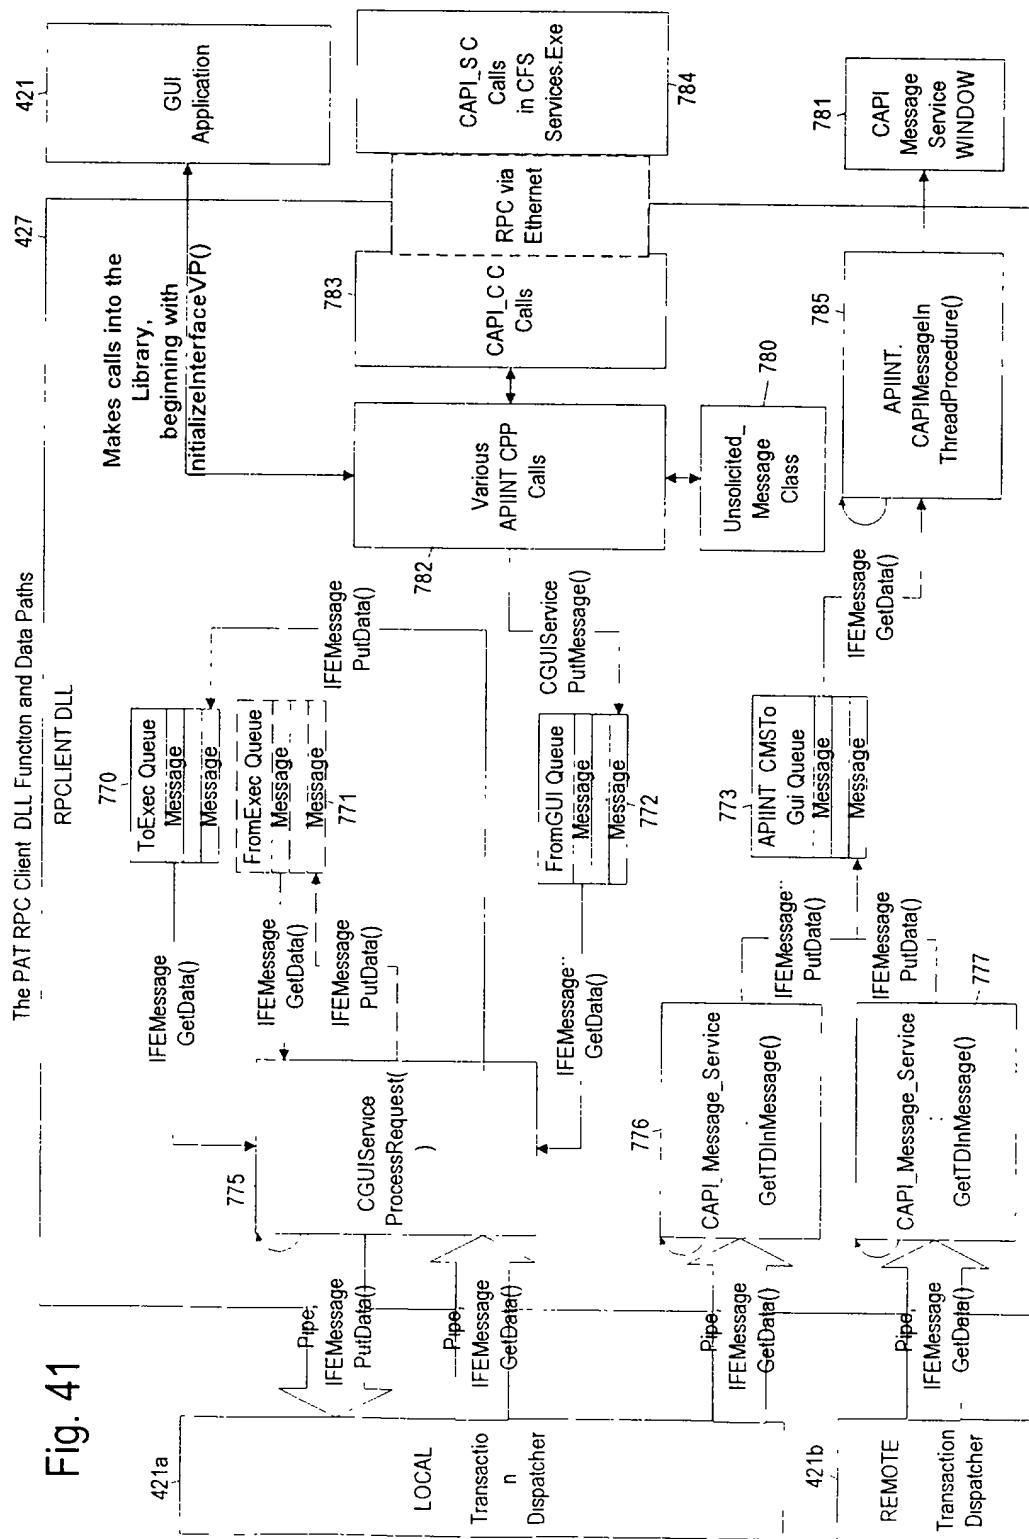 Fig. 41
The PAT RPC Client DLL Function and Data Paths
RPCLIENT DLL
427
421
GUI
Application
Makes calls into the
Library,
beginning with
InitializeInterfaceVP()
421a
LOCAL
Transactio
n
Dispatcher
421b
REMOTE
Transaction
Dispatcher
Pipe,
IFEMessage
PutData()
Pipe,
IFEMessage
GetData()
Pipe,
IFEMessage
GetData()
Pipe,
IFEMessage
GetData()
775
CGUIService
ProcessRequest(
)
776
CAPI_Message_Service
GetTDInMessage()
CAPI_Message_Service
GetTDInMessage()
777
IFEMessage
GetData()
IFEMessage
GetData()
IFEMessage
PutData()
IFEMessage
GetData()
IFEMessage
PutData()
IFEMessage
PutData()
770
ToExec Queue
Message
Message
FromExec Queue
Message
Message
771
FromGUI Queue
Message
Message
772
773
APIINT CMSTo
Gui Queue
Message
Message
IFEMessage
PutData()
CGUIService
PutMessage()
IFEMessage
GetData()
782
Various
APIINT CPP
Calls
780
Unsolicited_
Message
Class
783
CAPI_C C
Calls
RPC via
Ethernet
CAPI_S C
Calls
in CFS
Services.Exe
784
785
APIINT.
CAPIMessageIn
ThreadProcedure()
781
CAPI
Message
Service
WINDOW